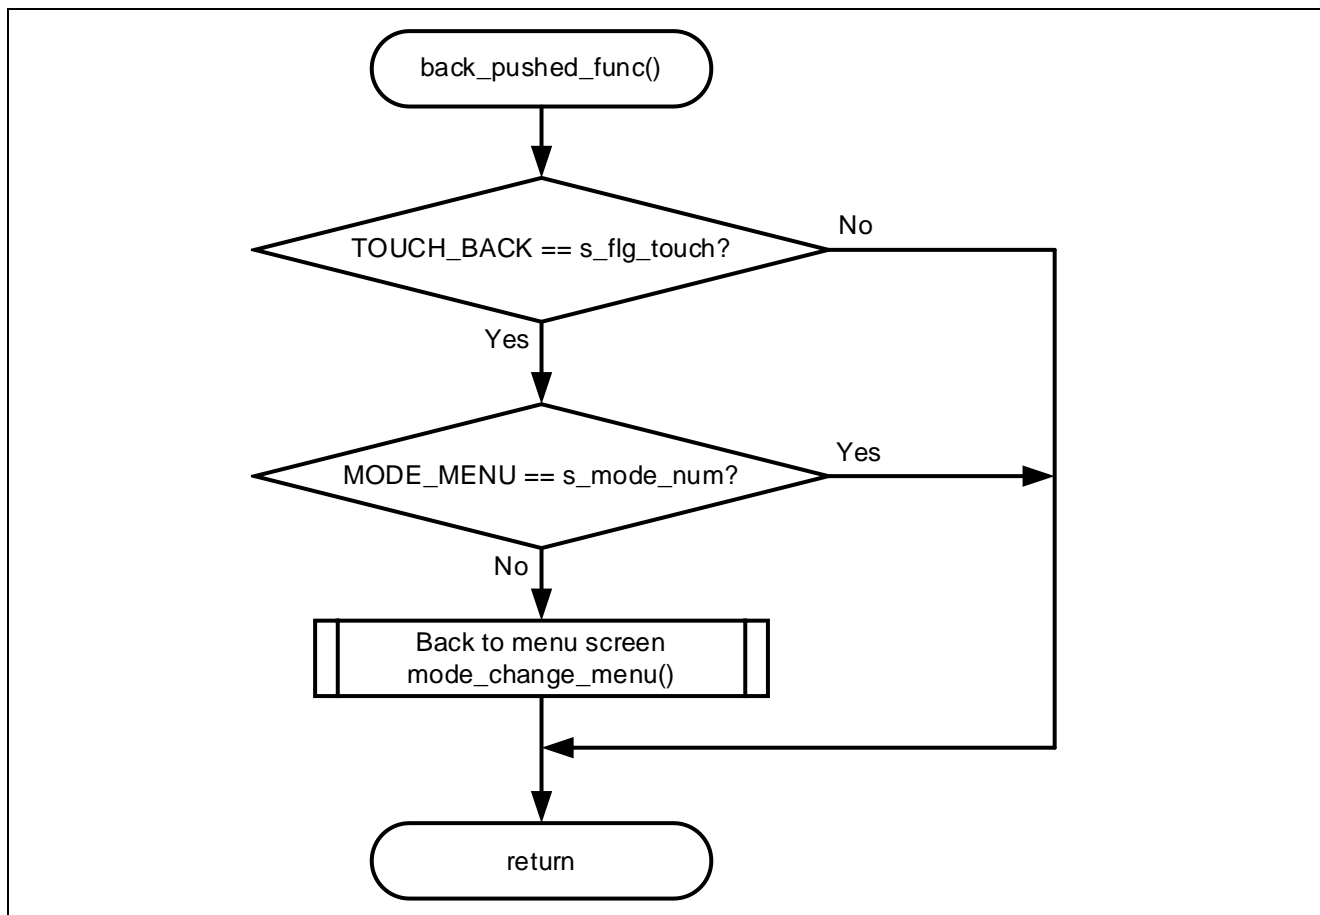 back_pushed_func()
No
TOUCH_BACK == s_flg_touch?
Yes
Yes
MODE_MENU == s_mode_num?
No
Back to menu screen
mode_change_menu()
return